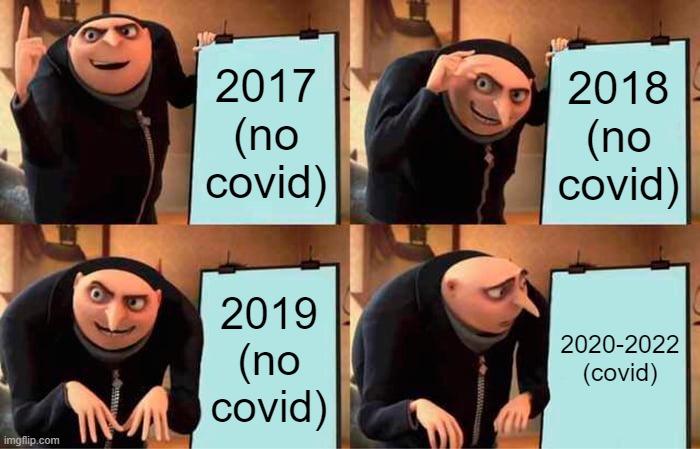 2017
(no
covid)
2018
(no
covid)
2019
(no
covid)
2020-2022
(covid)
imgflip.com